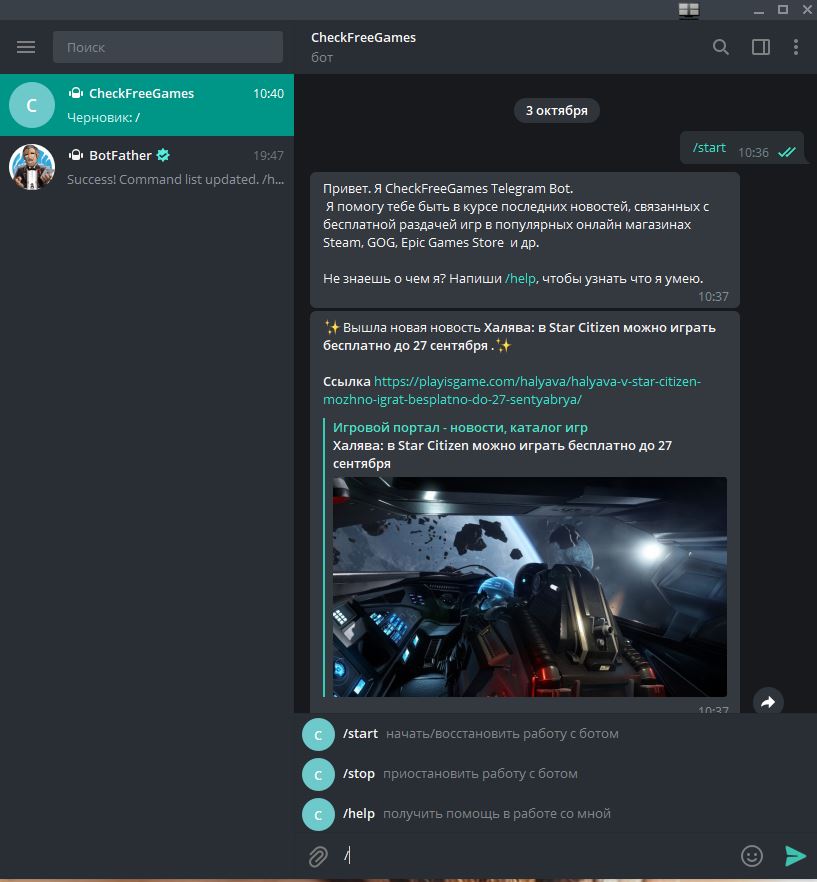 Поиск
C
CheckFreeGames
10:40
Черновик: /
BotFather
19:47
Success! Command list updated. /h...
CheckFreeGames
бот
3 октября
/start
10:36
Привет. Я CheckFreeGames Telegram Bot.
Я помогу тебе быть в курсе последних новостей, связанных с
бесплатной раздачей игр в популярных онлайн магазинах
Steam, GOG, Epic Games Store и др.
Не знаешь о чем я? Напиши /help, чтобы узнать что я умею.
10:37
✨Вышла новая новость Халява: в Star Citizen можно играть
бесплатно до 27 сентября .✨
Ссылка https://playisgame.com/halyava/halyava-v-star-citizen-
mozhno-igrat-besplatno-do-27-sentyabrya/
Игровой портал - новости, каталог игр
Халява: в Star Citizen можно играть бесплатно до 27
сентября
10:37
C
/start начать/восстановить работу с ботом
C
/stop приостановить работу с ботом
C
/help получить помощь в работе со мной
/